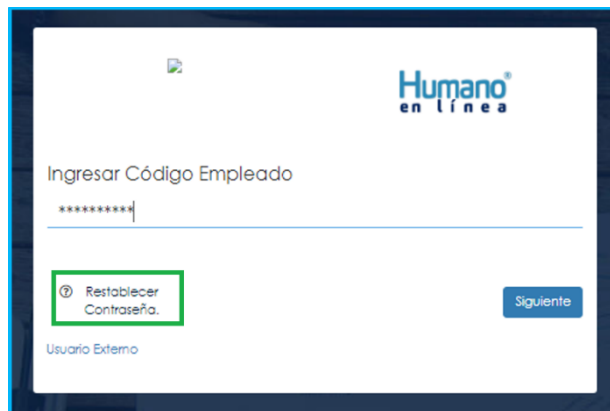 Humano®
en línea
Ingresar Código Empleado
**********
Restablecer
Contraseña.
Siguiente
Usuario Externo